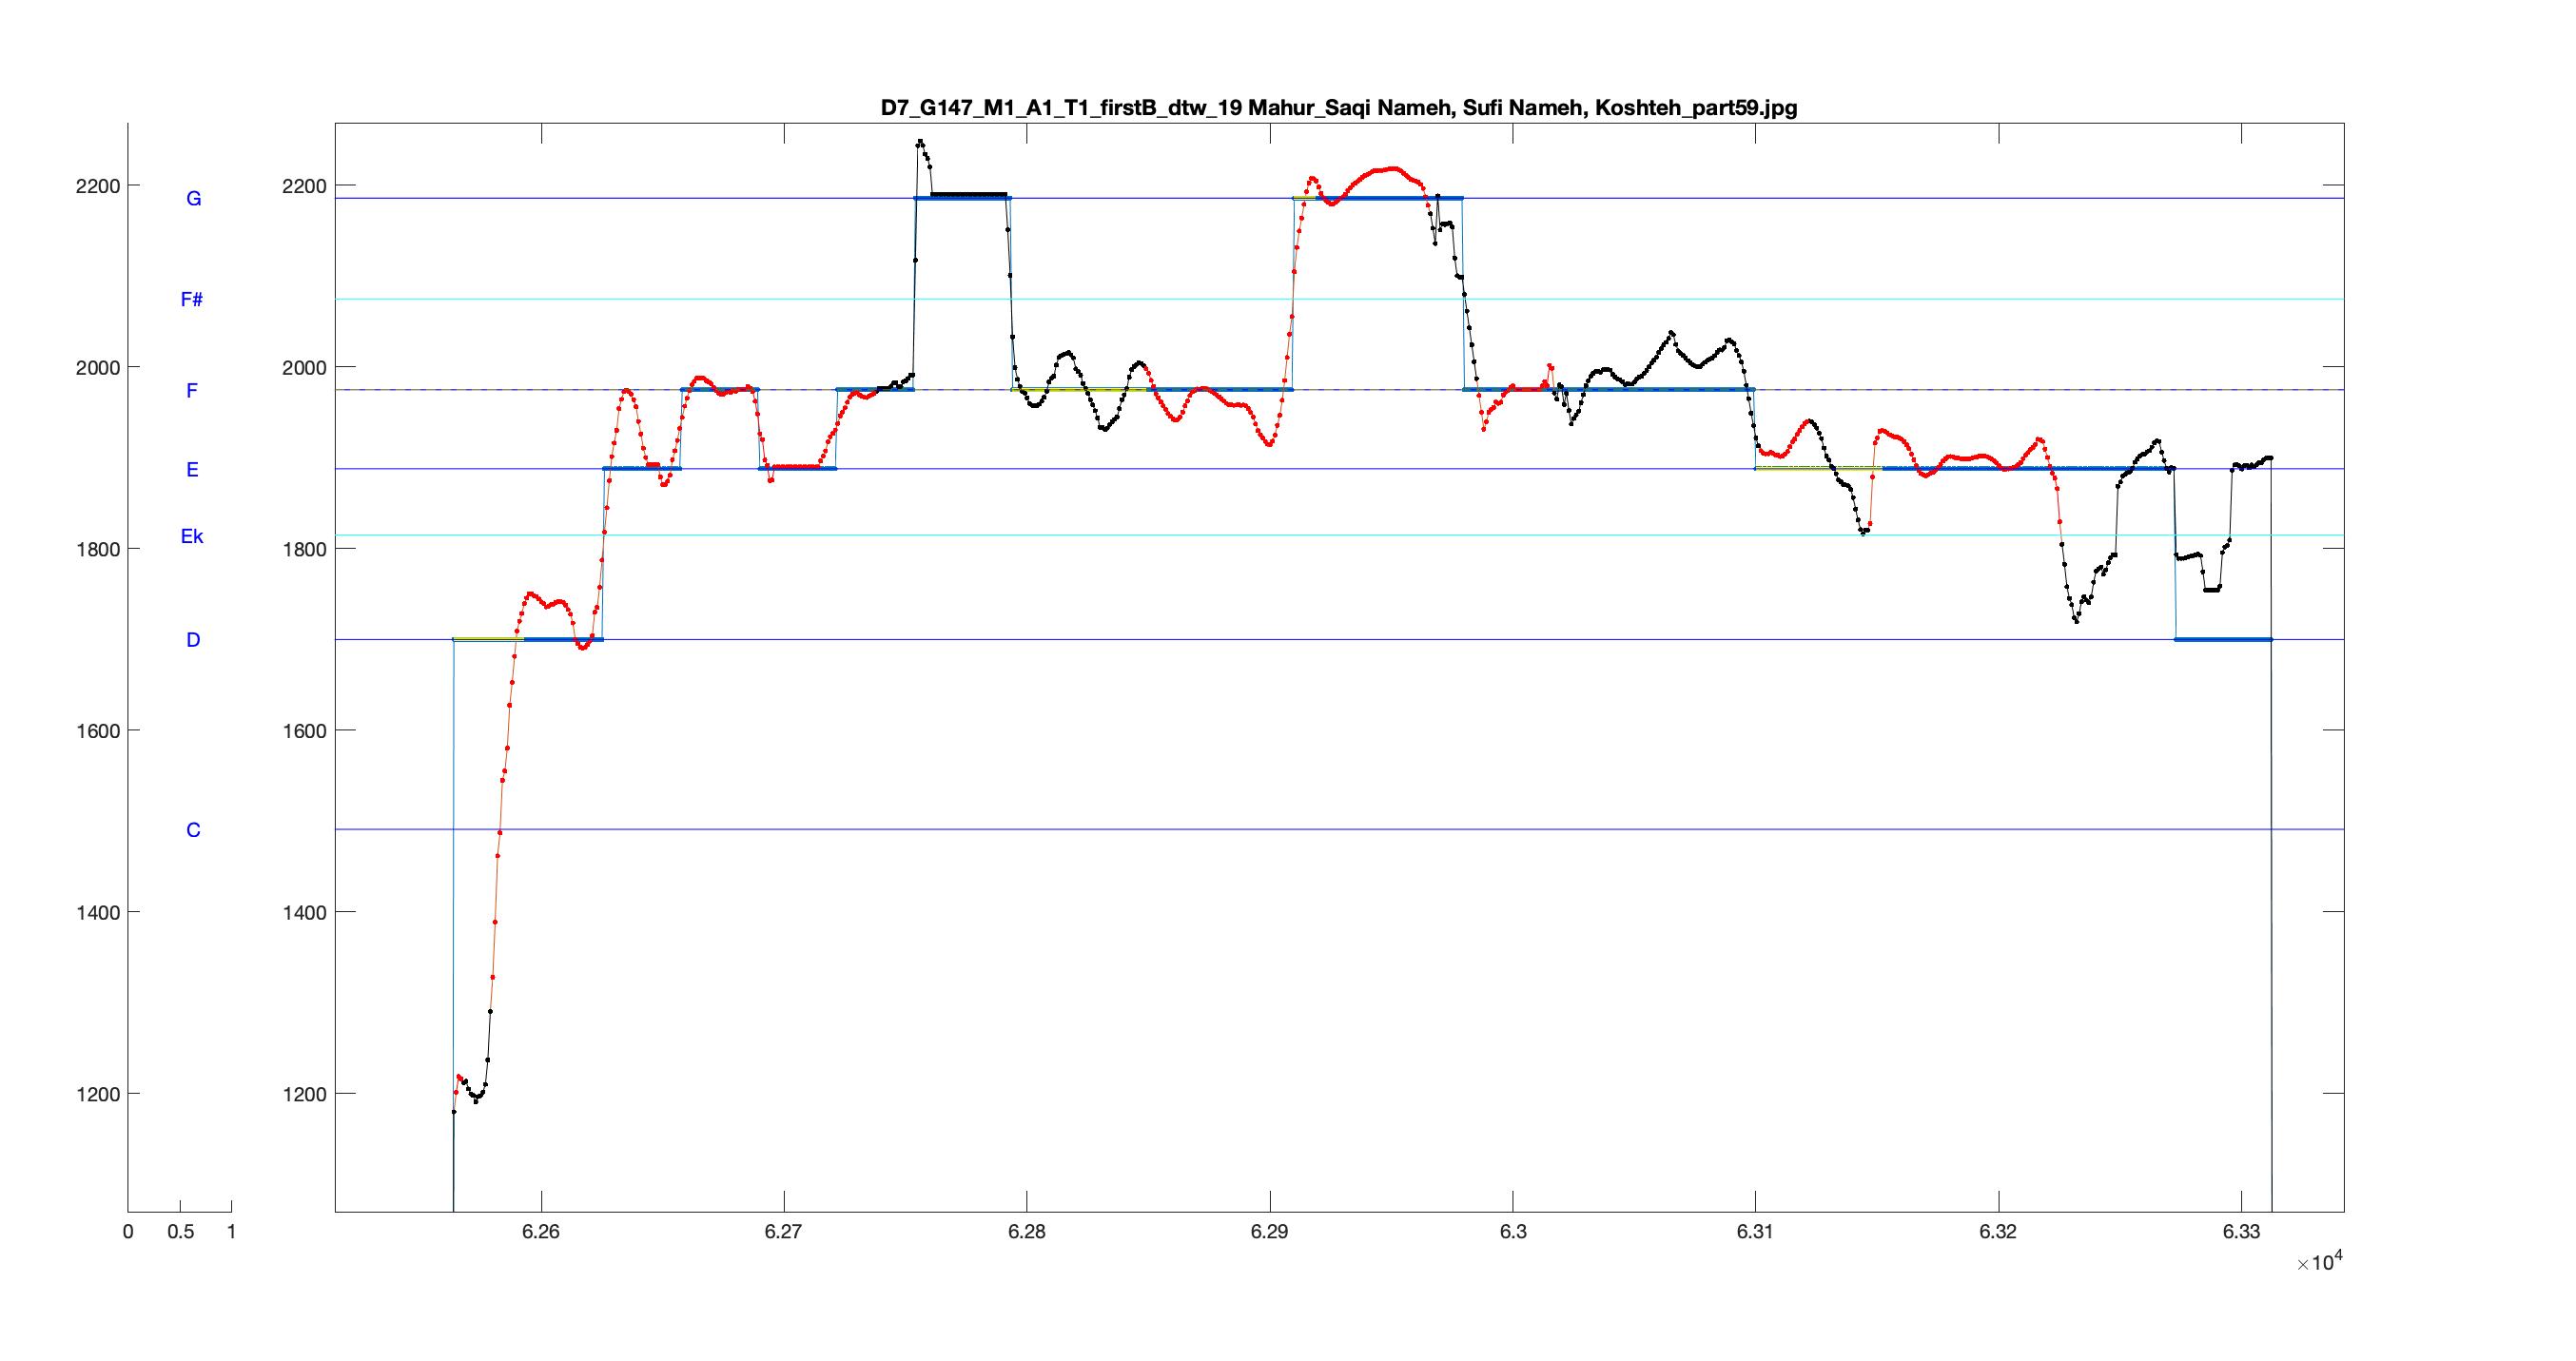 D7_G147_M1_A1_T1_firstB_dtw_19 Mahur_Saqi Nameh, Sufi Nameh, Koshteh_part59.jpg
2200 G 2200
F#
2000 2000
F
E
Ek
1800 1800
D
1600 1600
C
1400 1400
1200 1200
0 0.5 1 6.26 6.27 6.28 6.29 6.3 6.31 6.32 6.33
×10⁴